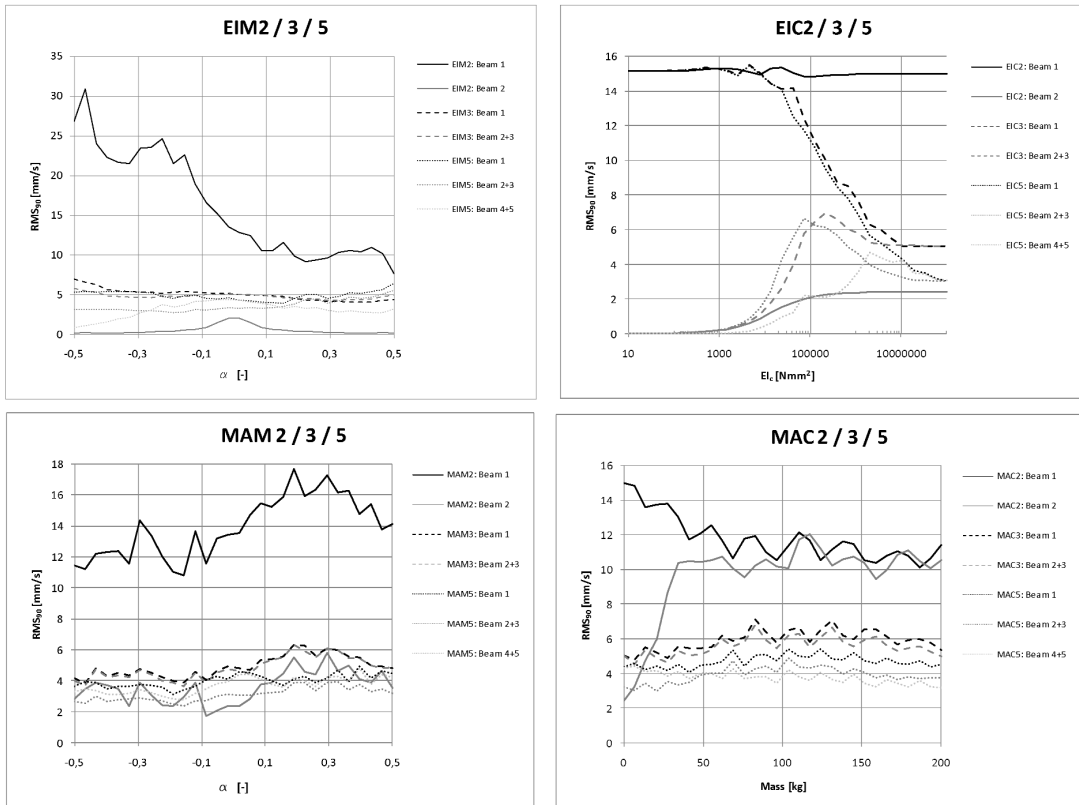 EIM2 / 3 / 5
35
30
25
20
15
10
5
0
RMS90 [mm/s]
-0,5
-0,3
-0,1
0,1
0,3
0,5
α [-]
EIM2: Beam 1
EIM2: Beam 2
EIM3: Beam 1
EIM3: Beam 2+3
EIM5: Beam 1
EIM5: Beam 2+3
EIM5: Beam 4+5
EIC2/ 3 / 5
16
14
12
10
8
6
4
2
0
RMS90 [mm/s]
10
1000
100000
10000000
EIc [Nmm²]
EIC2: Beam 1
EIC2: Beam 2
EIC3: Beam 1
EIC3: Beam 2+3
EIC5: Beam 1
EIC5: Beam 2+3
EIC5: Beam 4+5
MAM 2 / 3 / 5
18
16
14
12
10
8
6
4
2
0
RMS90 [mm/s]
-0,5
-0,3
-0,1
0,1
0,3
0,5
α [-]
MAM2: Beam 1
MAM2: Beam 2
MAM3: Beam 1
MAM3: Beam 2+3
MAM5: Beam 1
MAM5: Beam 2+3
MAM5: Beam 4+5
MAC 2 / 3 / 5
16
14
12
10
8
6
4
2
0
RMS90 [mm/s]
0
50
100
150
200
Mass [kg]
MAC2: Beam 1
MAC2: Beam 2
MAC3: Beam 1
MAC3: Beam 2+3
MAC5: Beam 1
MAC5: Beam 2+3
MAC5: Beam 4+5